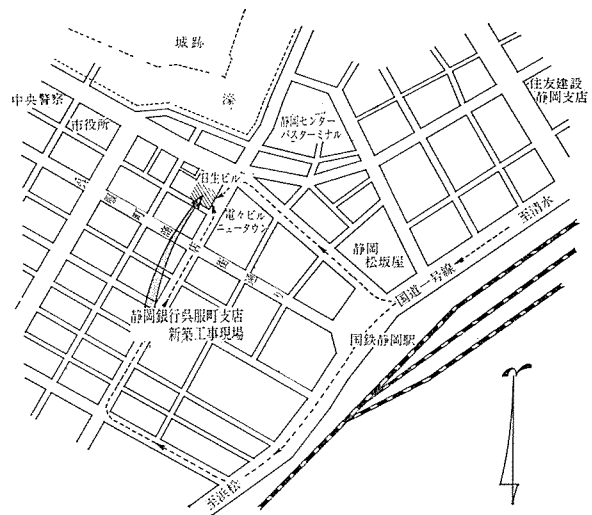 城跡
濠
中央警察
市役所
静岡センター
バスターミナル
住友建設
静岡支店
日生ビル
電々ビル
ニュータウン
静岡
松坂屋
至清水
国道一号線
静岡銀行呉服町支店
新築工事現場
国鉄静岡駅
至浜松